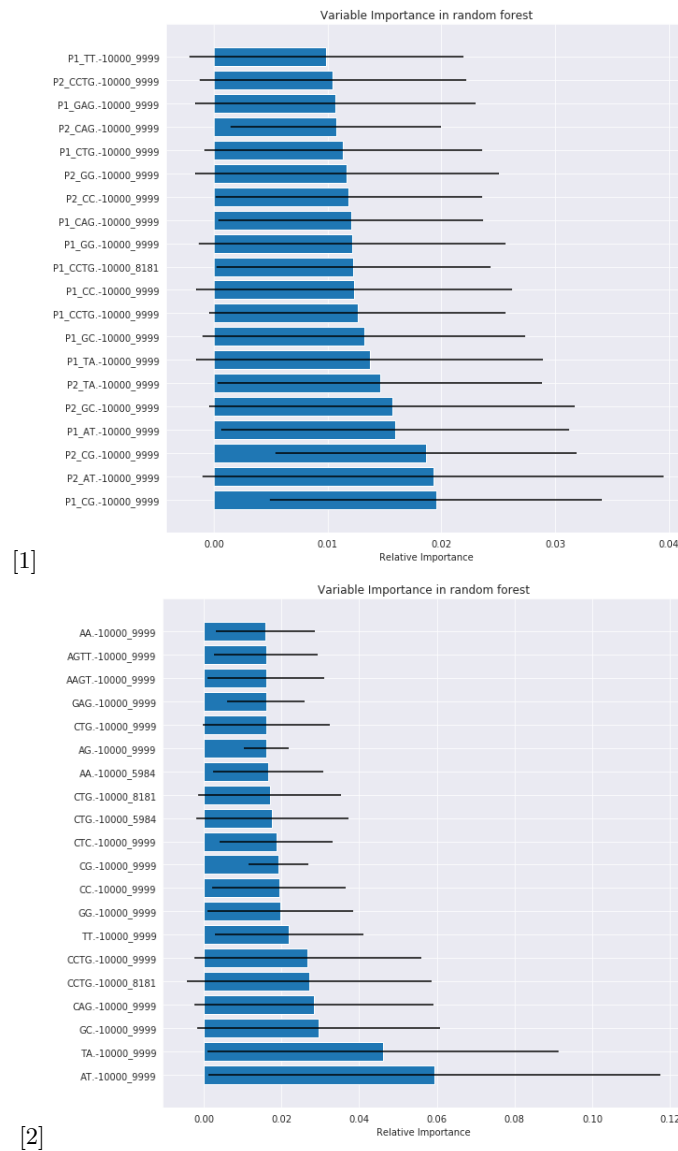 Variable Importance in random forest
P1_TT.-10000_9999
P2_CCTG.-10000_9999
P1_GAG.-10000_9999
P2_CAG.-10000_9999
P1_CTG.-10000_9999
P2_GG.-10000_9999
P2_CC.-10000_9999
P1_CAG.-10000_9999
P1_GG.-10000_9999
P1_CCTG.-10000_8181
P1_CC.-10000_9999
P1_CCTG.-10000_9999
P1_GC.-10000_9999
P1_TA.-10000_9999
P2_TA.-10000_9999
P2_GC.-10000_9999
P1_AT.-10000_9999
P2_CG.-10000_9999
P2_AT.-10000_9999
P1_CG.-10000_9999
0.00 0.01 0.02 0.03 0.04
Relative Importance
[1]
Variable Importance in random forest
AA.-10000_9999
AGTT.-10000_9999
AAGT.-10000_9999
GAG.-10000_9999
CTG.-10000_9999
AG.-10000_9999
AA.-10000_5984
CTG.-10000_8181
CTG.-10000_5984
CTC.-10000_9999
CG.-10000_9999
CC.-10000_9999
GG.-10000_9999
TT.-10000_9999
CCTG.-10000_9999
CCTG.-10000_8181
CAG.-10000_9999
GC.-10000_9999
TA.-10000_9999
AT.-10000_9999
0.00 0.02 0.04 0.06 0.08 0.10 0.12
Relative Importance
[2]